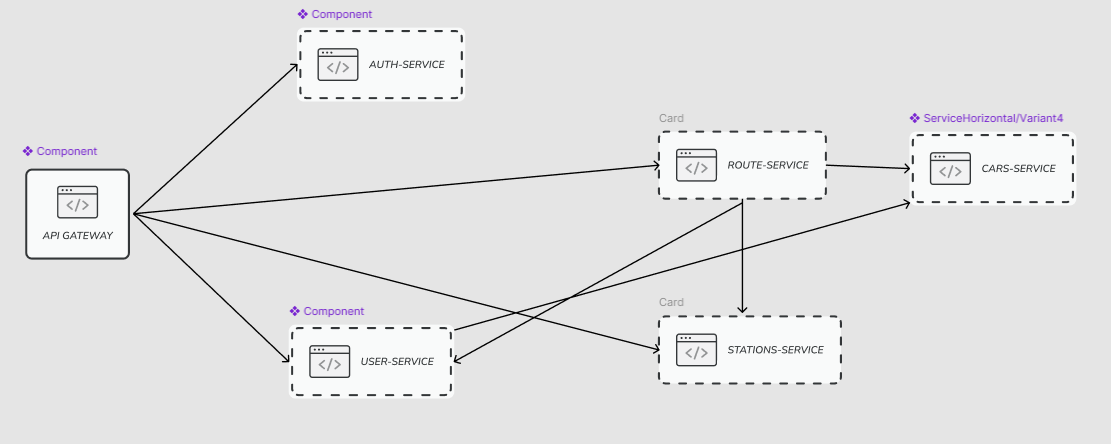 Component
AUTH-SERVICE
Card
ServiceHorizontal/Variant4
ROUTE-SERVICE
CARS-SERVICE
Component
</>
API GATEWAY
Component
USER-SERVICE
Card
STATIONS-SERVICE